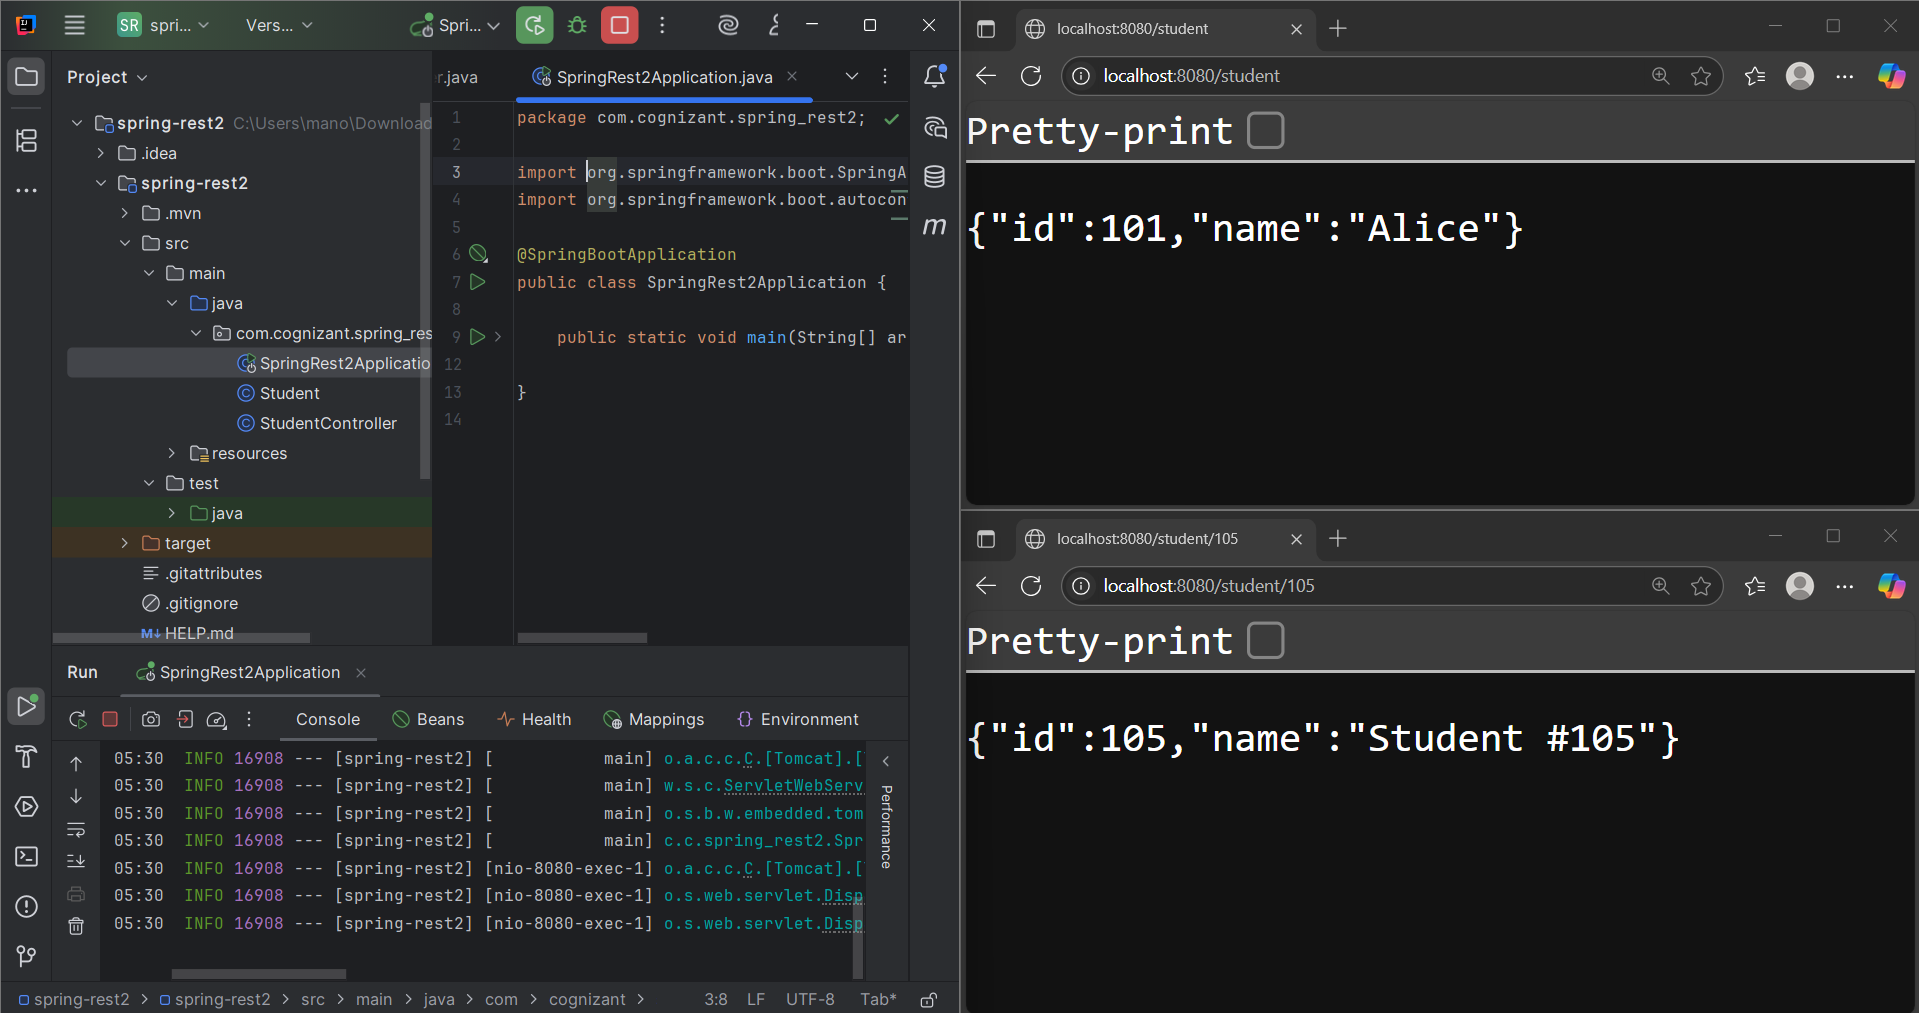 SR spri... Vers... Spri...
Project
spring-rest2 C:\Users\mano\Download
.idea
spring-rest2
.mvn
src
main
java
com.cognizant.spring_res
SpringRest2Applicatio
Student
StudentController
resources
test
java
target
.gitattributes
.gitignore
M↓ HELP.md
r.java SpringRest2Application.java
1 package com.cognizant.spring_rest2;
2
3 import org.springframework.boot.SpringA
4 import org.springframework.boot.autocon
5
6 @SpringBootApplication
7 public class SpringRest2Application {
8
9 public static void main(String[] ar
12
13 }
14
m
Run SpringRest2Application
Console Beans Health Mappings Environment
05:30 INFO 16908 --- [spring-rest2] [ main] o.a.c.c.C.[Tomcat].[
05:30 INFO 16908 --- [spring-rest2] [ main] w.s.c.ServletWebServ
05:30 INFO 16908 --- [spring-rest2] [ main] o.s.b.w.embedded.tom
05:30 INFO 16908 --- [spring-rest2] [ main] c.c.spring_rest2.Spr
05:30 INFO 16908 --- [spring-rest2] [nio-8080-exec-1] o.a.c.c.C.[Tomcat].[
05:30 INFO 16908 --- [spring-rest2] [nio-8080-exec-1] o.s.web.servlet.Disp
05:30 INFO 16908 --- [spring-rest2] [nio-8080-exec-1] o.s.web.servlet.Disp
Performance
spring-rest2 > spring-rest2 > src > main > java > com > cognizant > 3:8 LF UTF-8 Tab*
localhost:8080/student
localhost:8080/student
Pretty-print
{"id":101,"name":"Alice"}
localhost:8080/student/105
localhost:8080/student/105
Pretty-print
{"id":105,"name":"Student #105"}